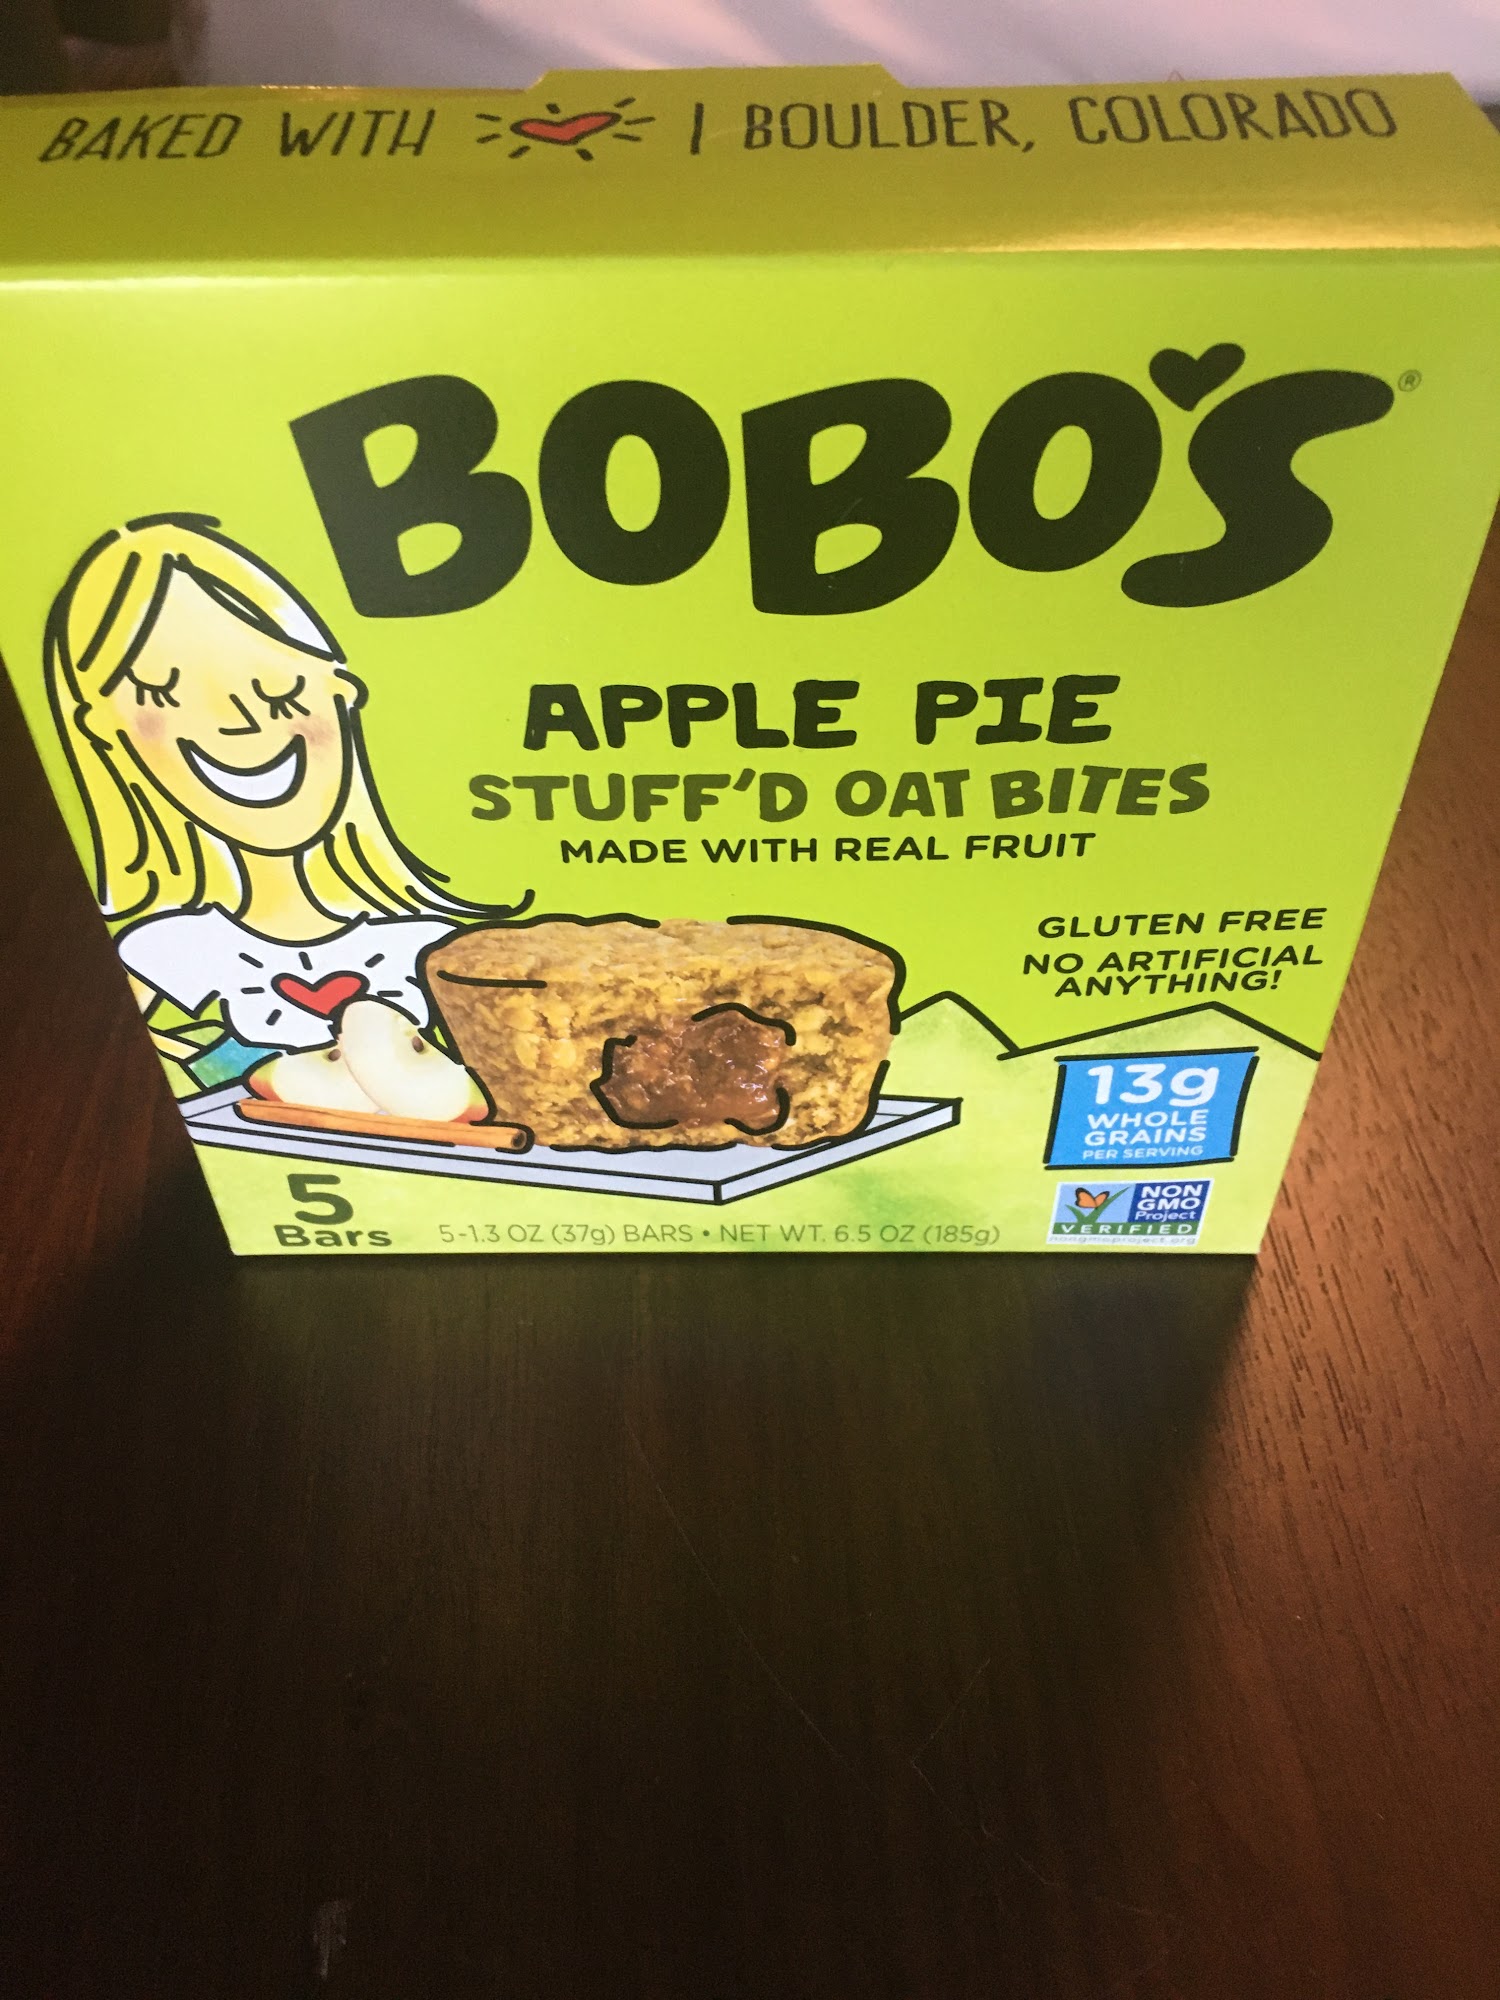 BAKED WITH | BOULDER, COLORADO
BOBO'S®
APPLE PIE
STUFF'D OAT BITES
MADE WITH REAL FRUIT
GLUTEN FREE
NO ARTIFICIAL
ANYTHING!
13g
WHOLE
GRAINS
PER SERVING
NON
GMO
Project
VERIFIED
nongmoproject.org
5
Bars
5-1.3 OZ (37g) BARS • NET WT. 6.5 OZ (185g)